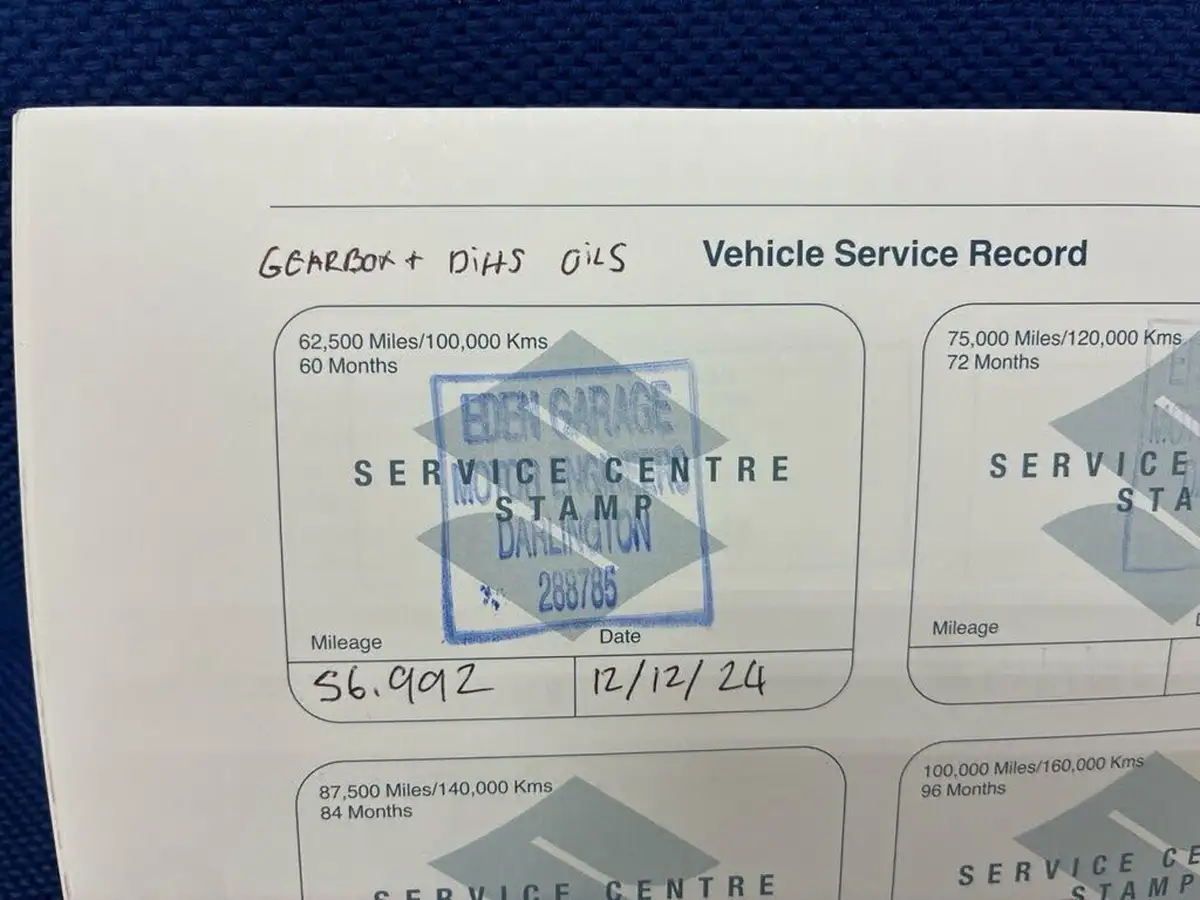 GEARBOX + Diffs OiLS
Vehicle Service Record
62,500 Miles/100,000 Kms
60 Months
SERVICE CENTRE
STAMP
EDEN GARAGE
MOTOR ENGINEERS
DARLINGTON
288785
Mileage
Date
56.992
12/12/24
75,000 Miles/120,000 Kms
72 Months
SERVICE
STA
Mileage
87,500 Miles/140,000 Kms
84 Months
SERVICE CENTRE
100,000 Miles/160,000 Kms
96 Months
SERVICE CE
STAMP